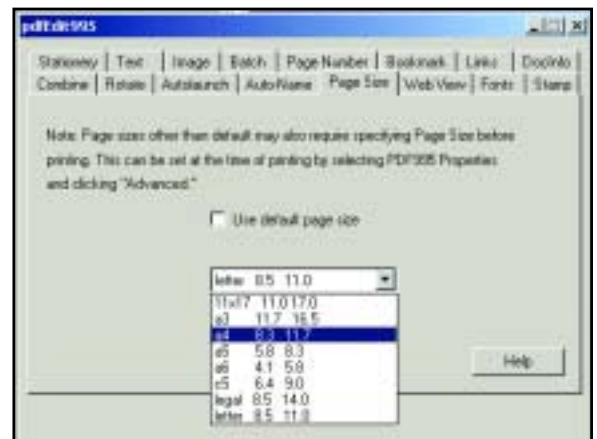 pdfEdit995
Stationery Text Image Batch Page Number Bookmark Links DocInfo
Combine Rotate Autolaunch Auto-Name Page Size Web View Fonts Stamp
Note: Page sizes other than default may also require specifying Page Size before
printing. This can be set at the time of printing by selecting PDF995 Properties
and clicking "Advanced."
Use default page size
letter 8.5 11.0
11x17 11.0 17.0
a3 11.7 16.5
a4 8.3 11.7
a5 5.8 8.3
a6 4.1 5.8
c5 6.4 9.0
legal 8.5 14.0
letter 8.5 11.0
Help